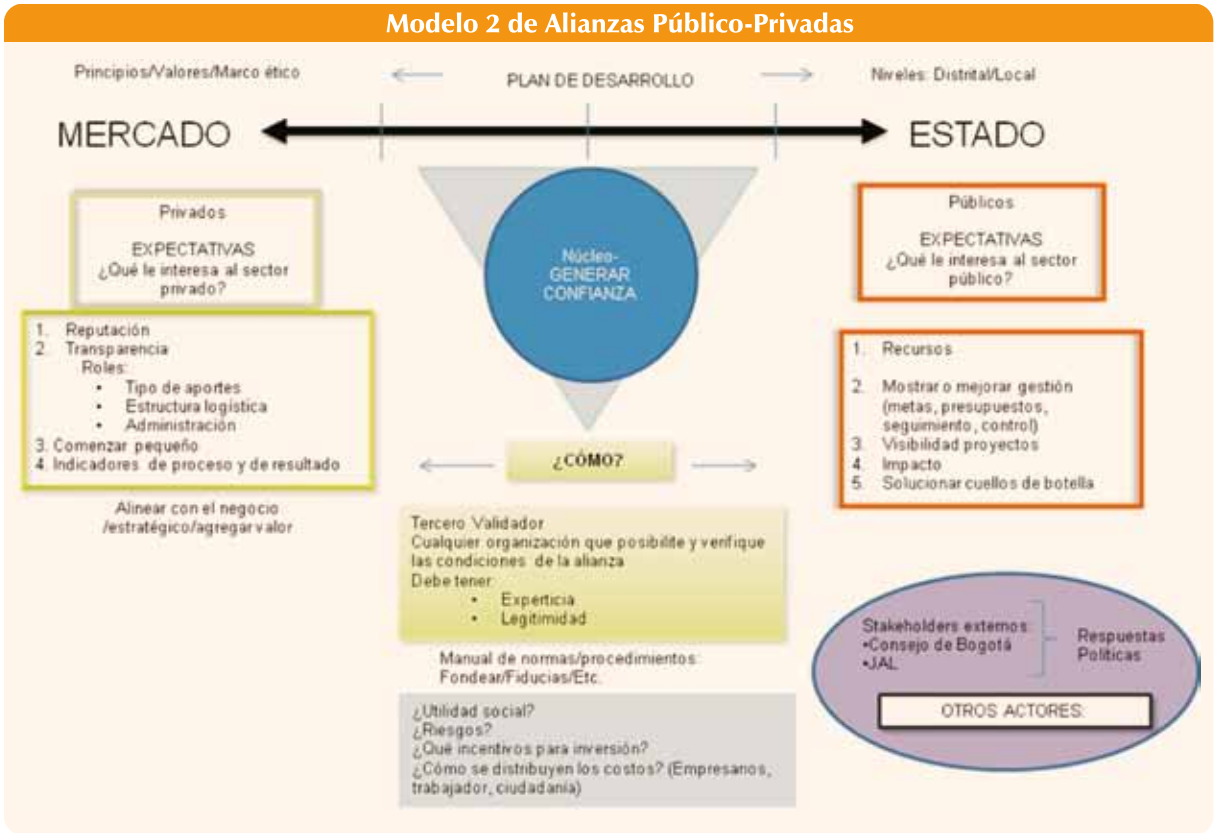 Modelo 2 de Alianzas Público-Privadas
Principios/Valores/Marco ético
PLAN DE DESARROLLO
Niveles: Distrital/Local
MERCADO
ESTADO
Privados
EXPECTATIVAS
¿Qué le interesa al sector
privado?
1. Reputación
2. Transparencia
Roles:
• Tipo de aportes
• Estructura logística
• Administración
3. Comenzar pequeño
4. Indicadores de proceso y de resultado
Alinear con el negocio
/estratégico/agregar valor
Núcleo-
GENERAR
CONFIANZA
¿CÓMO?
Tercero Validador
Cualquier organización que posibilite y verifique
las condiciones de la alianza
Debe tener:
• Experticia
• Legitimidad
Manual de normas/procedimientos:
Fondear/Fiducias/Etc.
¿Utilidad social?
¿Riesgos?
¿Qué incentivos para inversión?
¿Cómo se distribuyen los costos? (Empresarios,
trabajador, ciudadanía)
Públicos
EXPECTATIVAS
¿Qué le interesa al sector
público?
1. Recursos
2. Mostrar o mejorar gestión
(metas, presupuestos,
seguimiento, control)
3. Visibilidad proyectos
4. Impacto
5. Solucionar cuellos de botella
Stakeholders externos:
•Consejo de Bogotá
•JAL
Respuestas
Políticas
OTROS ACTORES: